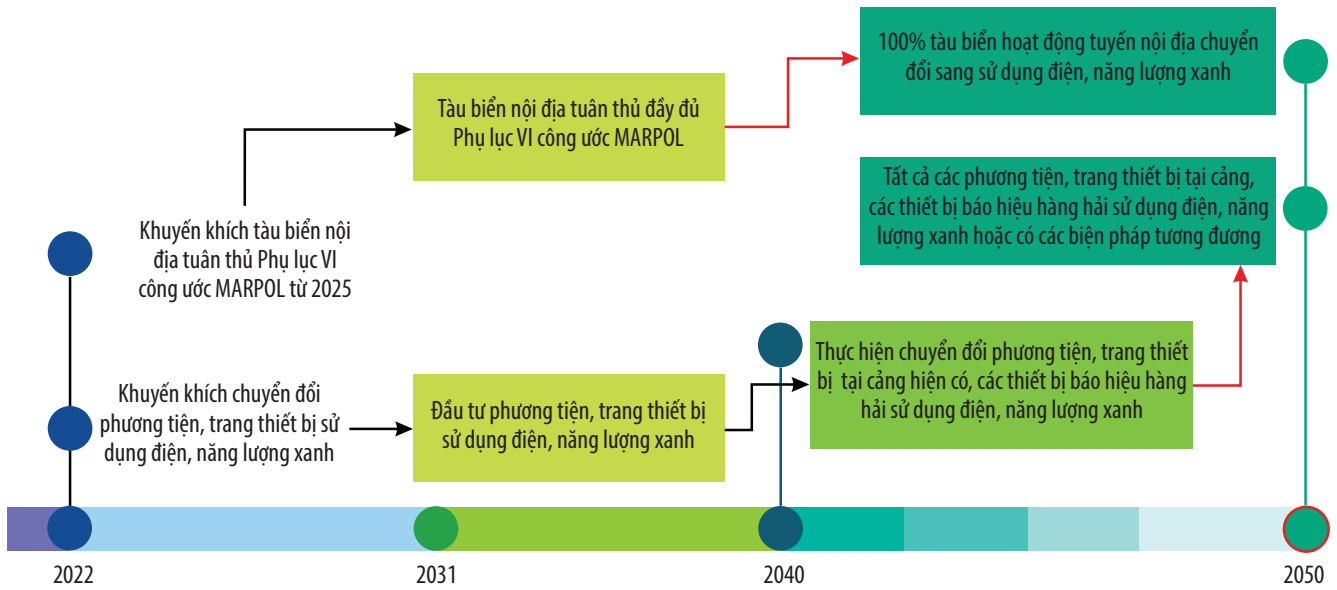 100% tàu biển hoạt động tuyến nội địa chuyển
đổi sang sử dụng điện, năng lượng xanh
Tàu biển nội địa tuân thủ đầy đủ
Phụ lục VI công ước MARPOL
Tất cả các phương tiện, trang thiết bị tại cảng,
các thiết bị báo hiệu hàng hải sử dụng điện, năng
lượng xanh hoặc có các biện pháp tương đương
Khuyến khích tàu biển nội
địa tuân thủ Phụ lục VI
công ước MARPOL từ 2025
Thực hiện chuyển đổi phương tiện, trang thiết
bị tại cảng hiện có, các thiết bị báo hiệu hàng
hải sử dụng điện, năng lượng xanh
Khuyến khích chuyển đổi
phương tiện, trang thiết bị sử
dụng điện, năng lượng xanh
Đầu tư phương tiện, trang thiết bị
sử dụng điện, năng lượng xanh
2022
2031
2040
2050